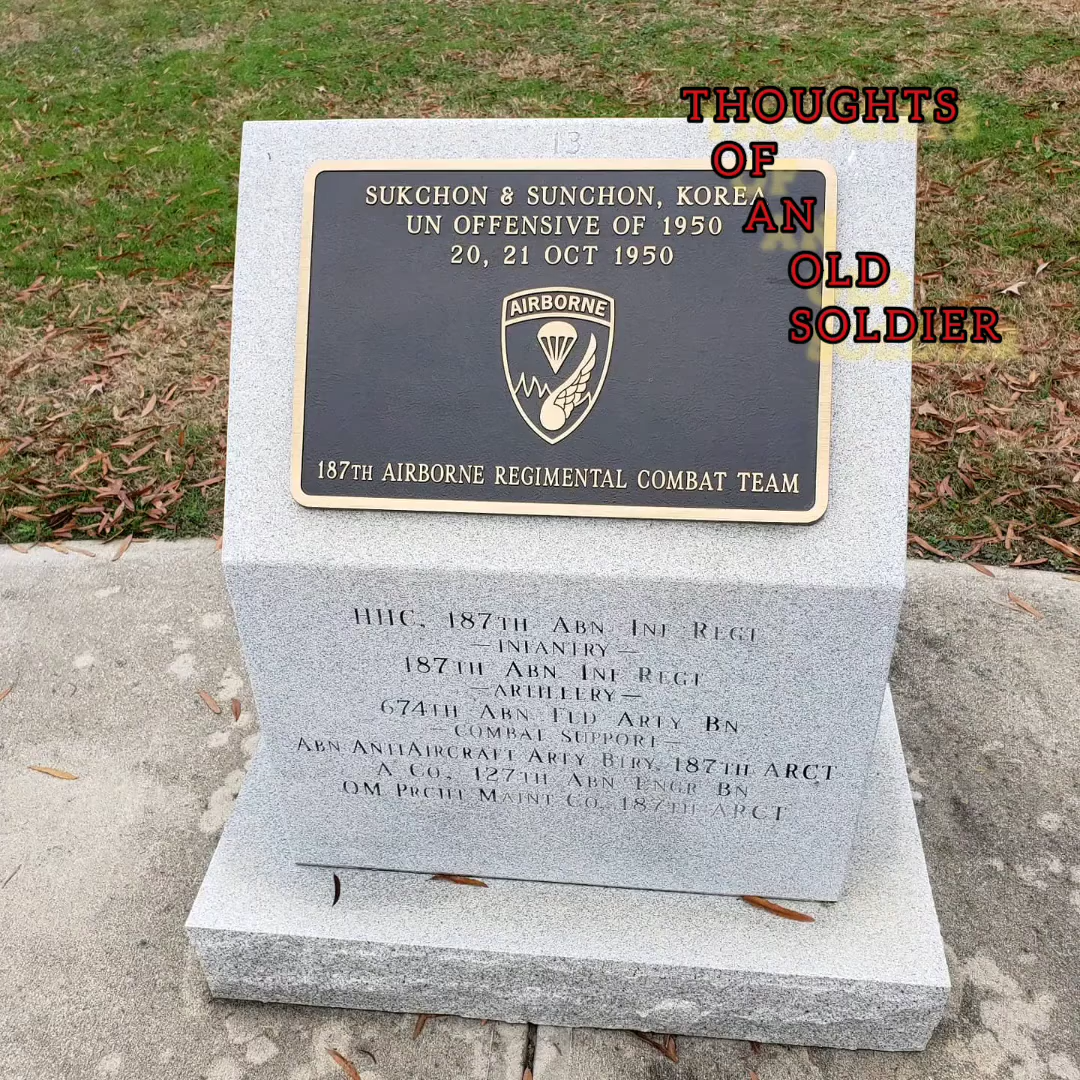 13
SUKCHON & SUNCHON, KOREA
UN OFFENSIVE OF 1950
20, 21 OCT 1950
AIRBORNE
187TH AIRBORNE REGIMENTAL COMBAT TEAM
HHC, 187TH ABN INF REGT
—INFANTRY—
187TH ABN INF REGT
—ARTILLERY—
674TH ABN FLD ARTY BN
—COMBAT SUPPORT—
ABN ANTIAIRCRAFT ARTY BTRY, 187TH ARCT
A CO, 127TH ABN ENGR BN
QM PRCHT MAINT CO, 187TH ARCT
THOUGHTS
OF
AN
OLD
SOLDIER